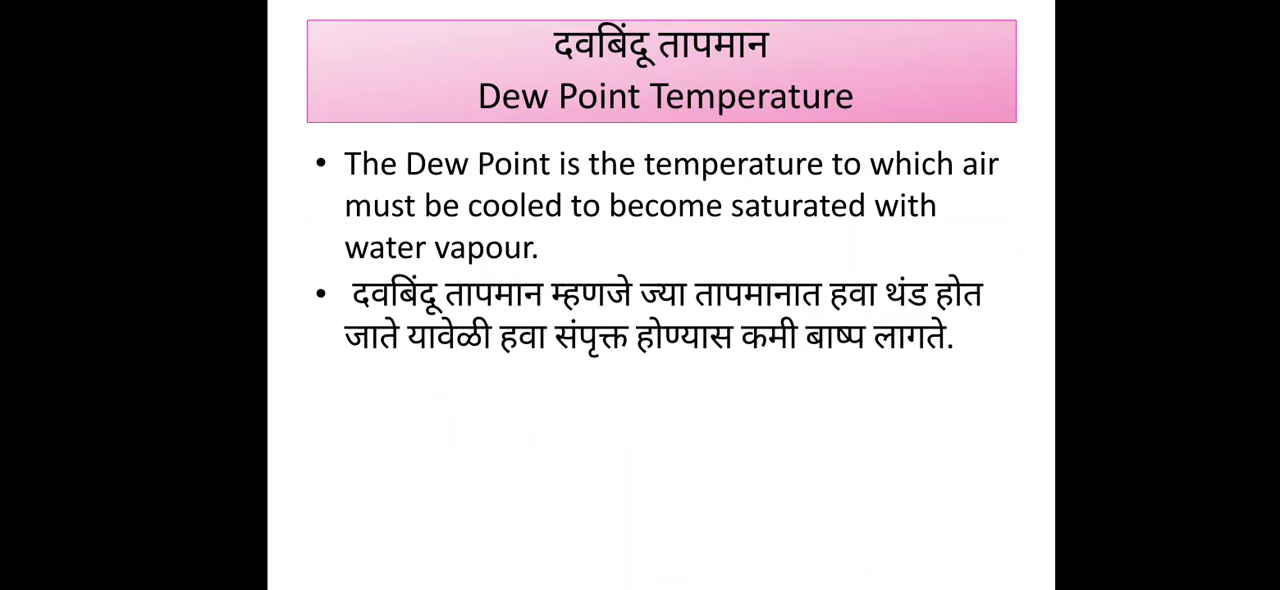 दवबिंदू तापमान
Dew Point Temperature
• The Dew Point is the temperature to which air
must be cooled to become saturated with
water vapour.
• दवबिंदू तापमान म्हणजे ज्या तापमानात हवा थंड होत
जाते यावेळी हवा संपृक्त होण्यास कमी बाष्प लागते.